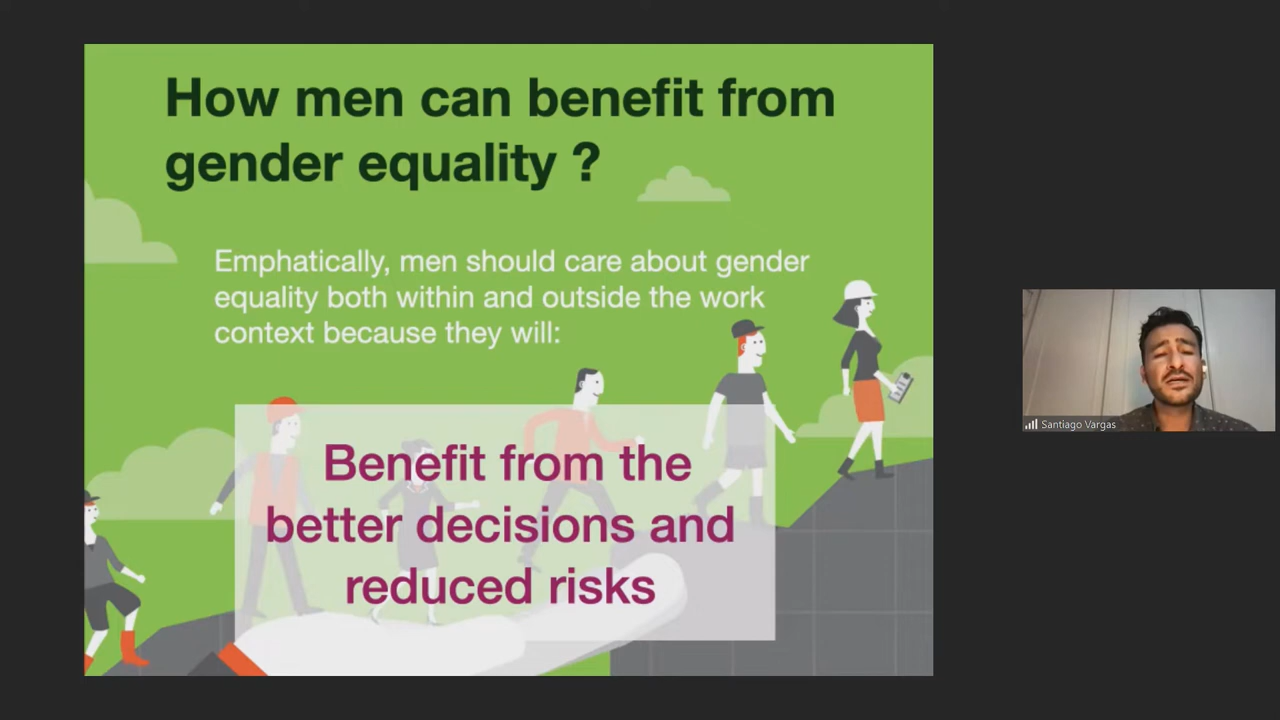 How men can benefit from
gender equality ?
Emphatically, men should care about gender
equality both within and outside the work
context because they will:
Benefit from the
better decisions and
reduced risks
Santiago Vargas